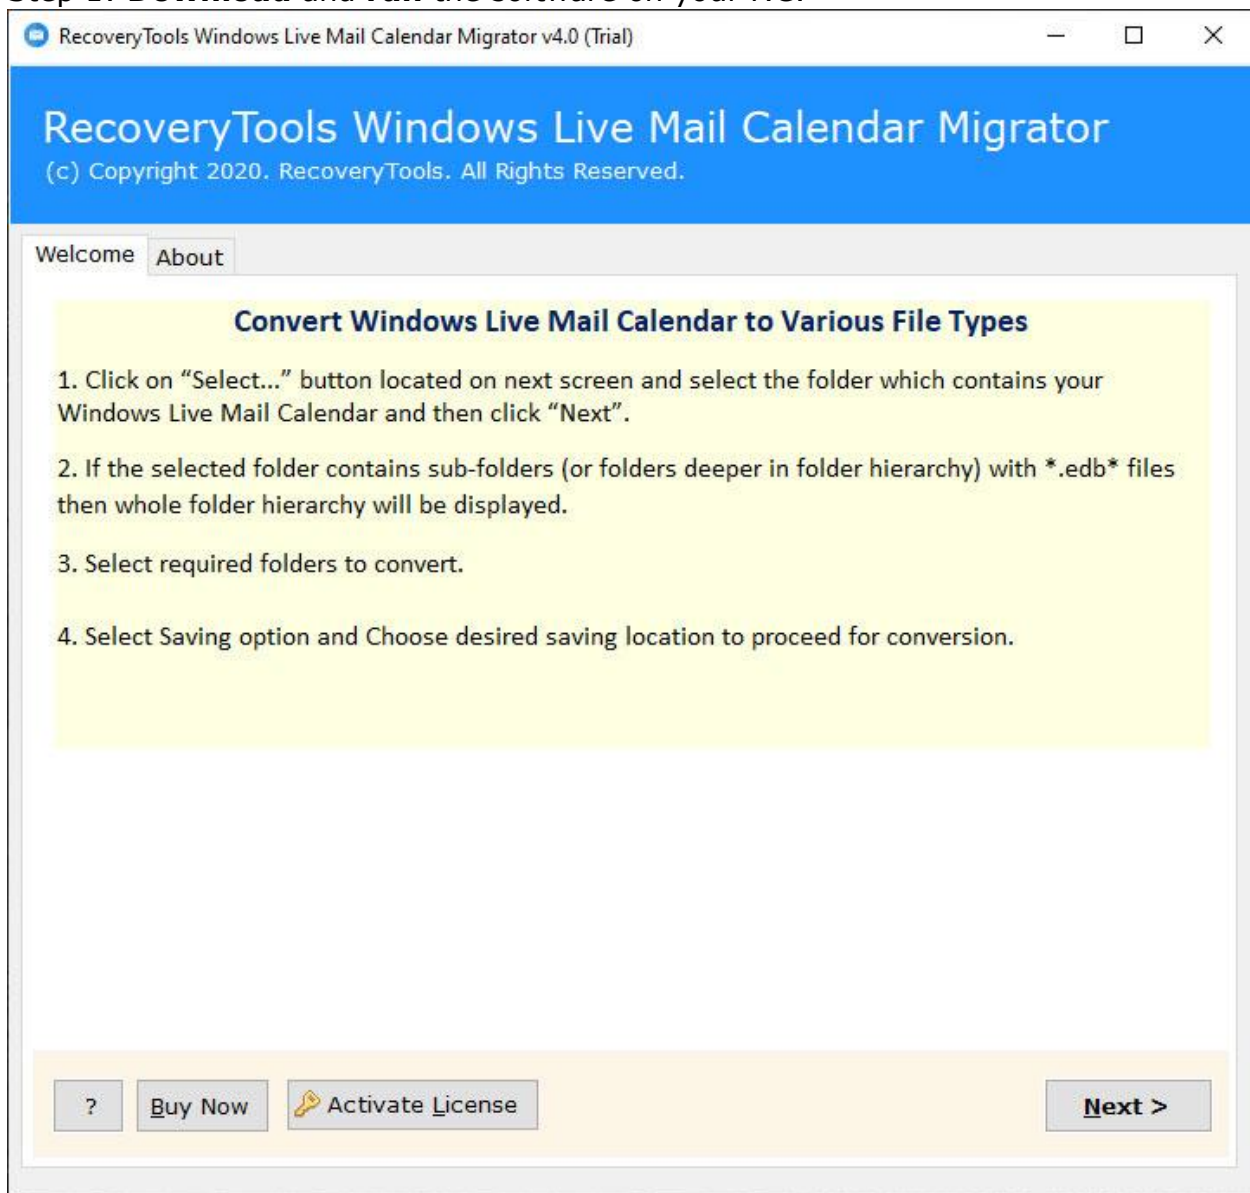 RecoveryTools Windows Live Mail Calendar Migrator v4.0 (Trial)
RecoveryTools Windows Live Mail Calendar Migrator
(c) Copyright 2020. RecoveryTools. All Rights Reserved.
Welcome About
Convert Windows Live Mail Calendar to Various File Types
1. Click on “Select...” button located on next screen and select the folder which contains your
Windows Live Mail Calendar and then click “Next”.
2. If the selected folder contains sub-folders (or folders deeper in folder hierarchy) with *.edb* files
then whole folder hierarchy will be displayed.
3. Select required folders to convert.
4. Select Saving option and Choose desired saving location to proceed for conversion.
? Buy Now Activate License Next >